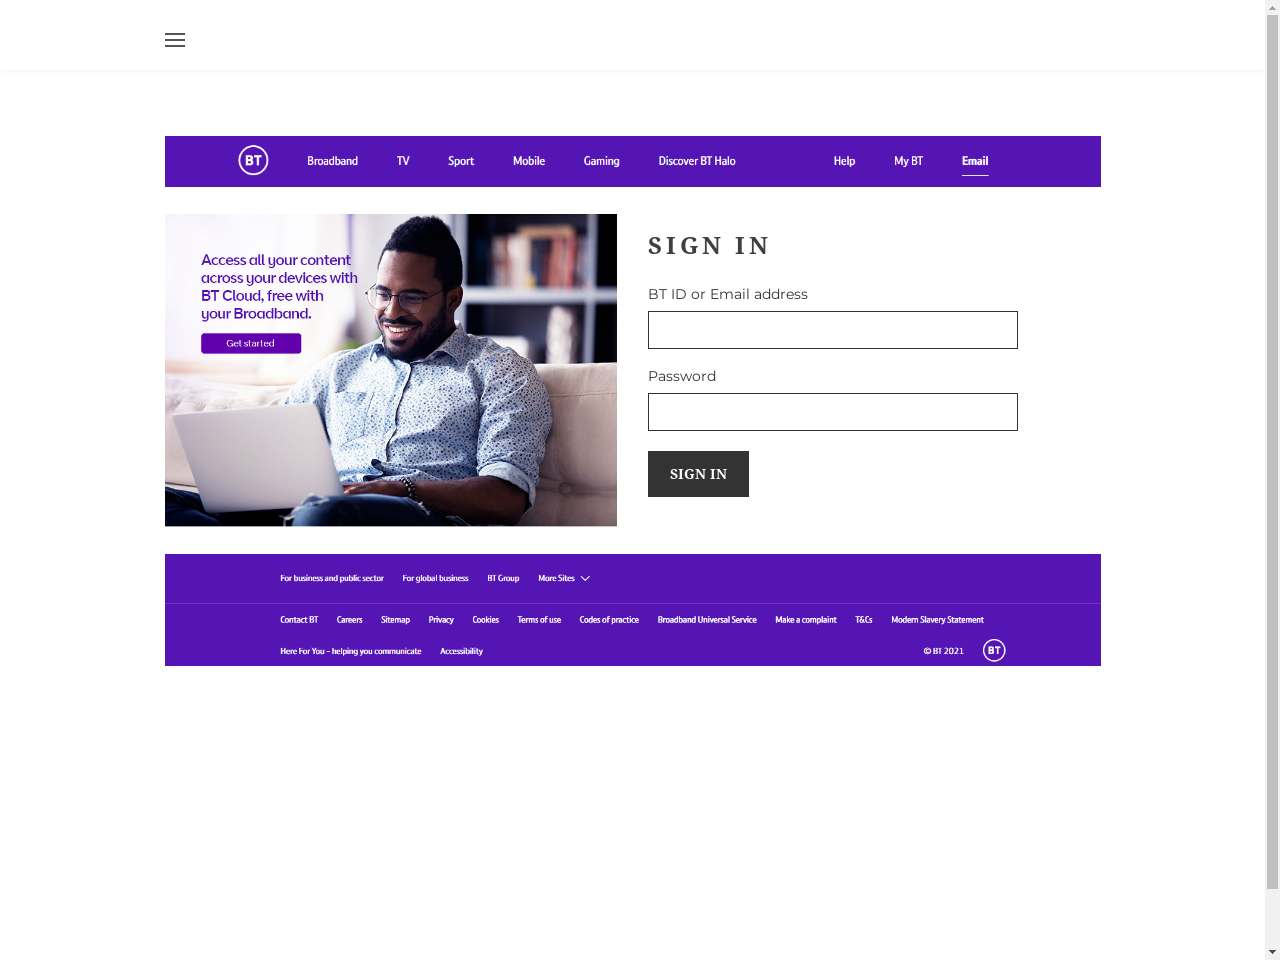 BT Broadband TV Sport Mobile Gaming Discover BT Halo Help My BT Email
Access all your content
across your devices with
BT Cloud, free with
your Broadband.
Get started
SIGN IN
BT ID or Email address
Password
SIGN IN
For business and public sector For global business BT Group More Sites
Contact BT Careers Sitemap Privacy Cookies Terms of use Codes of practice Broadband Universal Service Make a complaint T&Cs Modern Slavery Statement
Here For You – helping you communicate Accessibility © BT 2021 BT